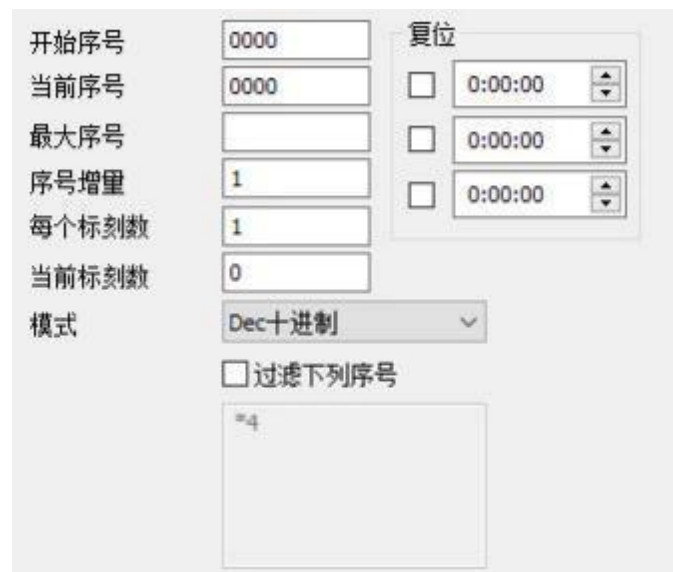 开始序号 0000
当前序号 0000
最大序号
序号增量 1
每个标刻数 1
当前标刻数 0
模式 Dec十进制
过滤下列序号
*4
复位
0:00:00
0:00:00
0:00:00